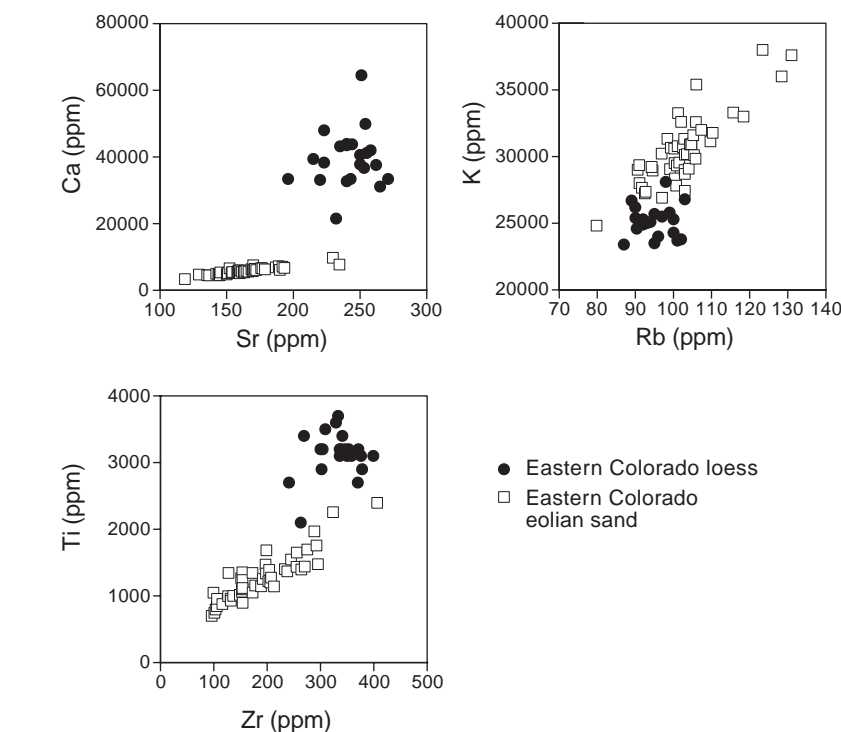 80000
60000
40000
20000
0
Ca (ppm)
100 150 200 250 300
Sr (ppm)
40000
35000
30000
25000
20000
K (ppm)
70 80 90 100 110 120 130 140
Rb (ppm)
4000
3000
2000
1000
0
Ti (ppm)
0 100 200 300 400 500
Zr (ppm)
Eastern Colorado loess
Eastern Colorado
eolian sand